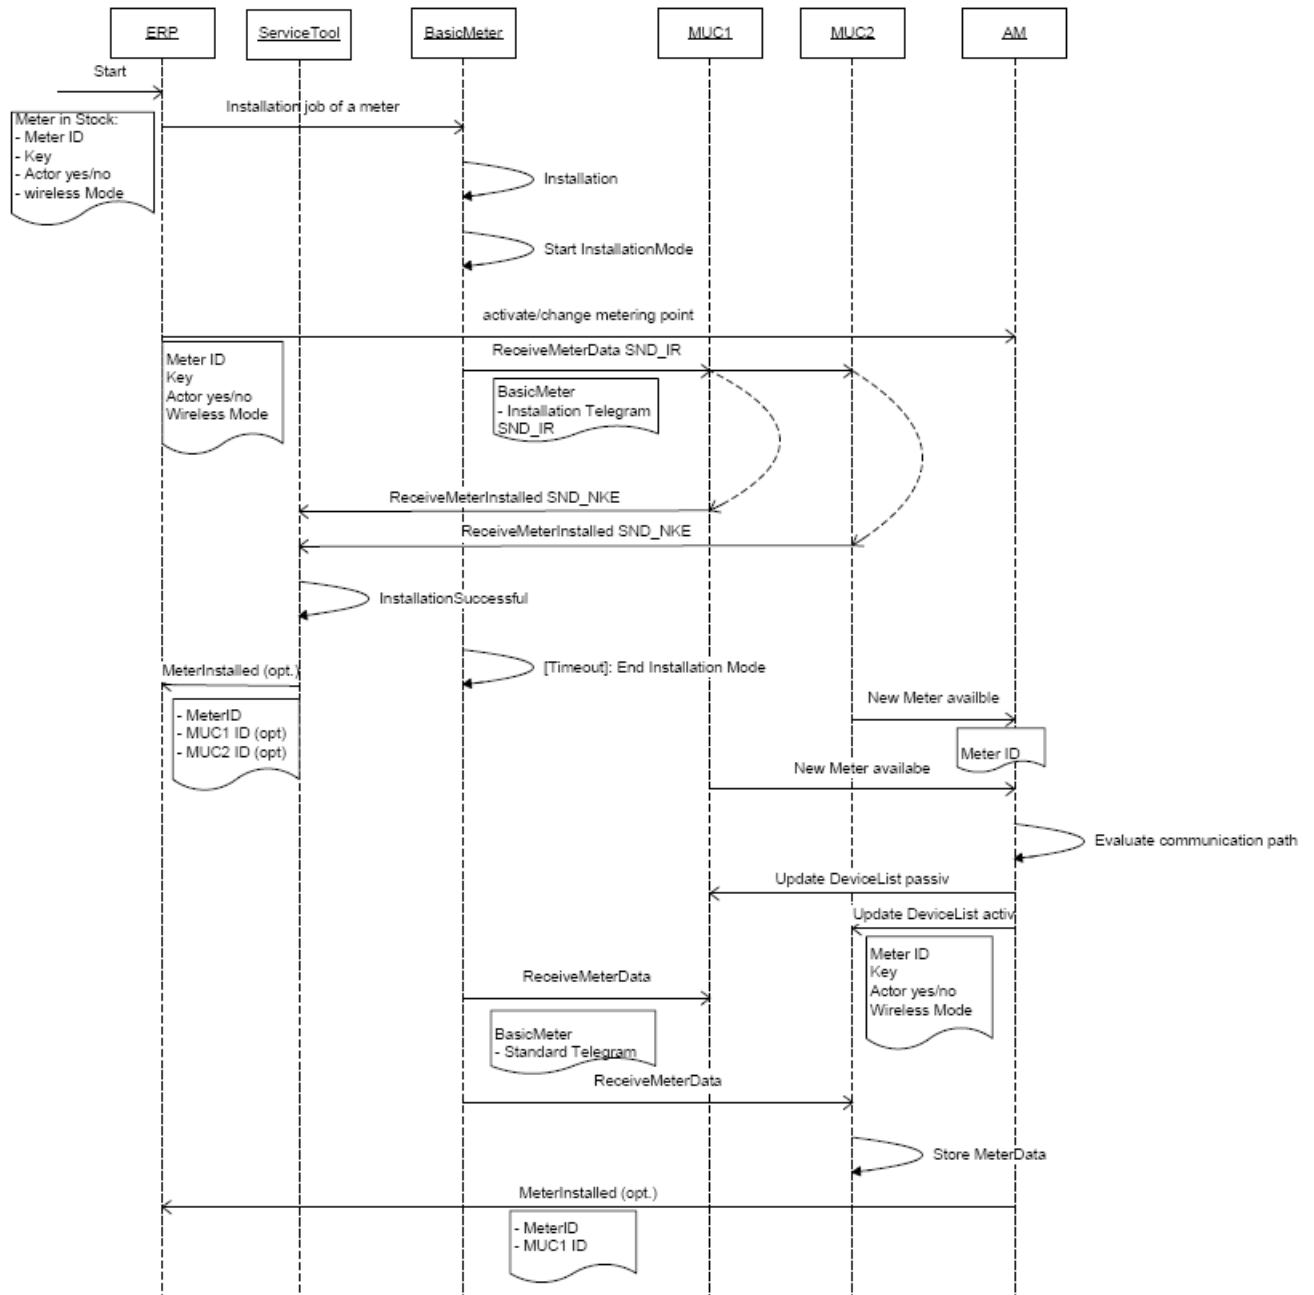 ERP
ServiceTool
BasicMeter
MUC1
MUC2
AM
Start
Installation job of a meter
Meter in Stock:
- Meter ID
- Key
- Actor yes/no
- wireless Mode
Installation
Start InstallationMode
activate/change metering point
ReceiveMeterData SND_IR
Meter ID
Key
Actor yes/no
Wireless Mode
BasicMeter
- Installation Telegram
SND_IR
ReceiveMeterInstalled SND_NKE
ReceiveMeterInstalled SND_NKE
InstallationSuccessful
[Timeout]: End Installation Mode
MeterInstalled (opt.)
- MeterID
- MUC1 ID (opt)
- MUC2 ID (opt)
New Meter availble
Meter ID
New Meter availabe
Evaluate communication path
Update DeviceList passiv
Update DeviceList activ
Meter ID
Key
Actor yes/no
Wireless Mode
ReceiveMeterData
BasicMeter
- Standard Telegram
ReceiveMeterData
Store MeterData
MeterInstalled (opt.)
- MeterID
- MUC1 ID